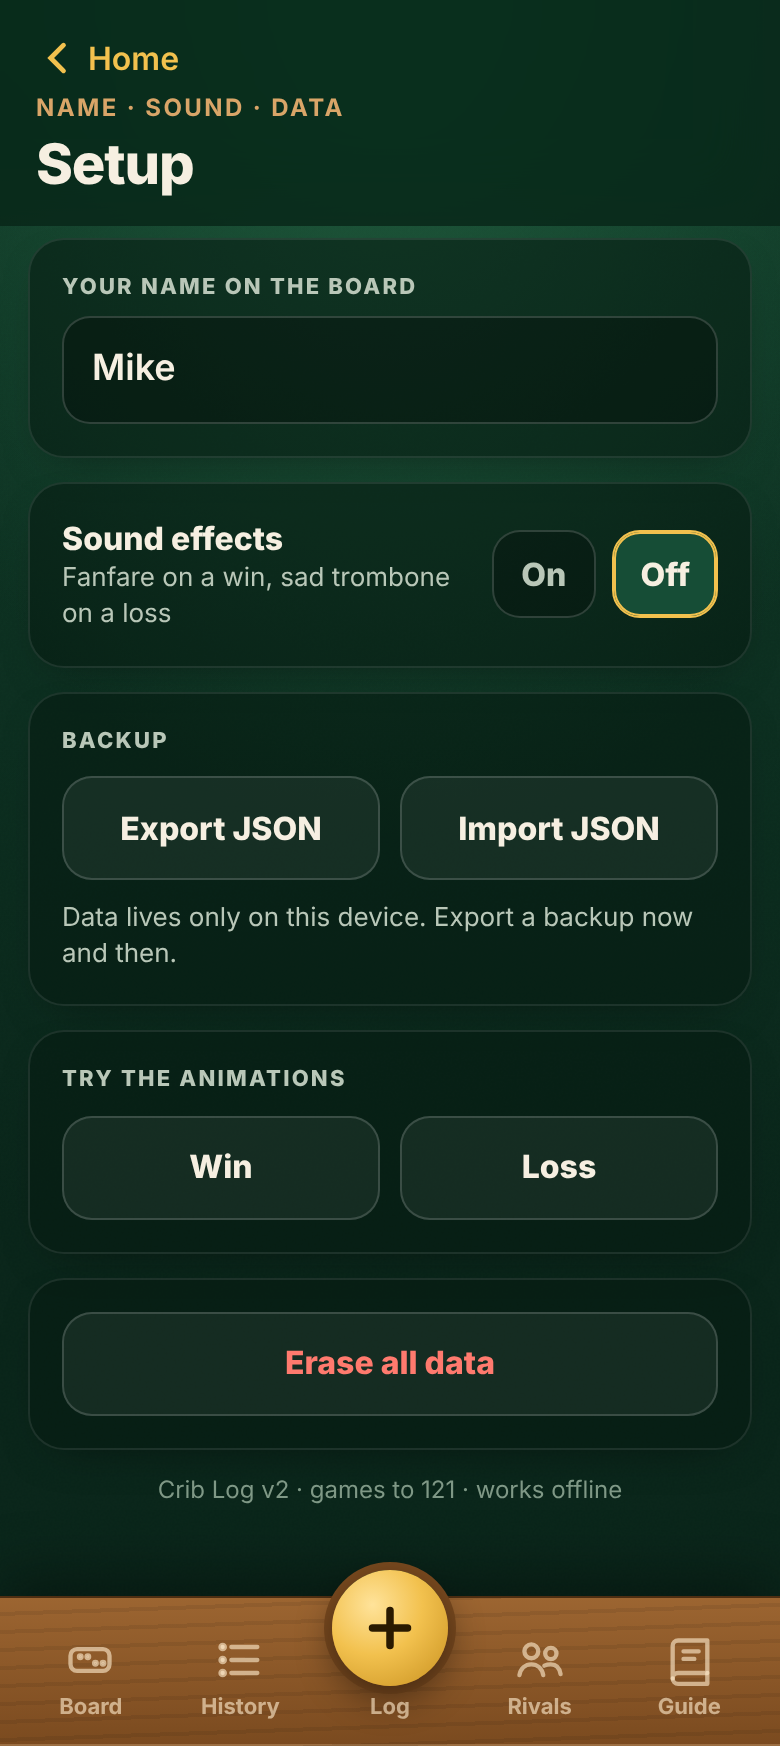 Home
NAME · SOUND · DATA
Setup
YOUR NAME ON THE BOARD
Mike
Sound effects
Fanfare on a win, sad trombone
on a loss
On
Off
BACKUP
Export JSON
Import JSON
Data lives only on this device. Export a backup now
and then.
TRY THE ANIMATIONS
Win
Loss
Erase all data
Crib Log v2 · games to 121 · works offline
Board
History
Log
Rivals
Guide